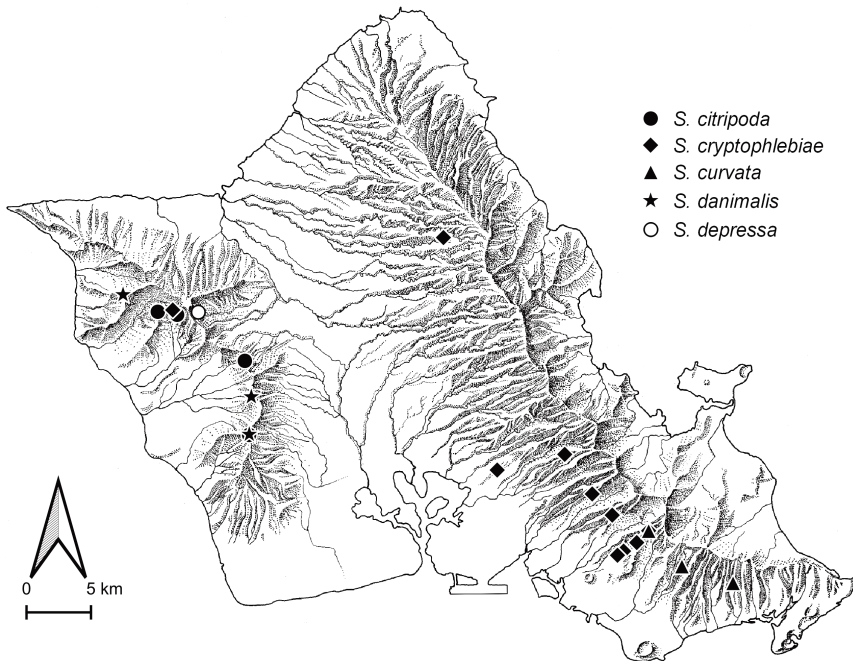 S. citripoda
S. cryptophlebiae
S. curvata
S. danimalis
S. depressa
0 5 km